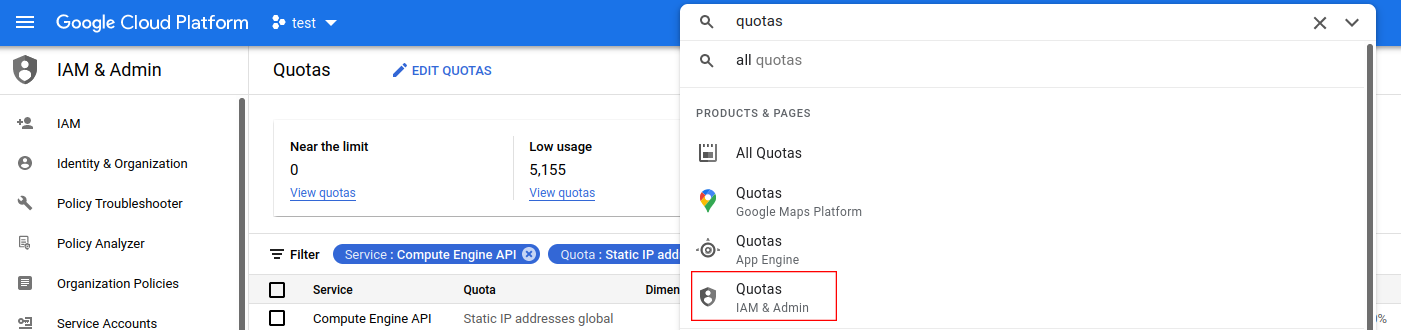 Google Cloud Platform test
quotas
all quotas
PRODUCTS & PAGES
All Quotas
Quotas
Google Maps Platform
Quotas
App Engine
Quotas
IAM & Admin
IAM & Admin
IAM
Identity & Organization
Policy Troubleshooter
Policy Analyzer
Organization Policies
Service Accounts
Quotas EDIT QUOTAS
Near the limit
0
View quotas
Low usage
5,155
View quotas
Filter Service : Compute Engine API Quota : Static IP add
Service Quota Dimen
Compute Engine API Static IP addresses global